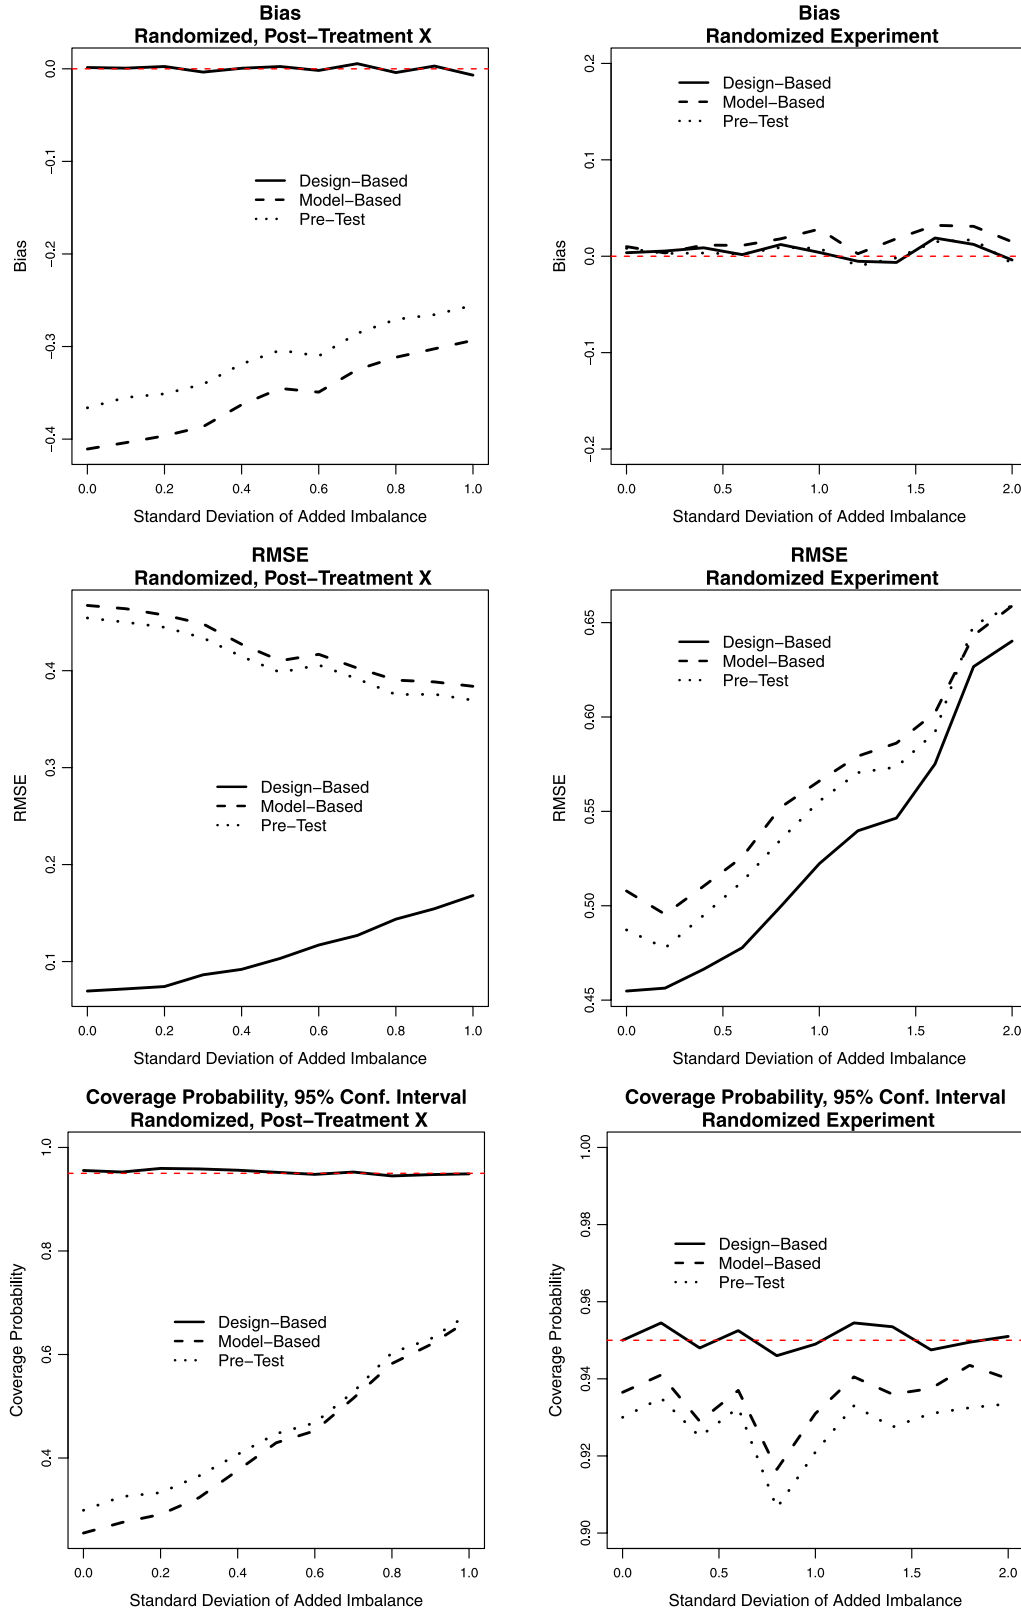 Bias
Randomized, Post−Treatment X
0.0
−0.1
−0.2
−0.3
−0.4
Bias
Design−Based
Model−Based
Pre−Test
0.0 0.2 0.4 0.6 0.8 1.0
Standard Deviation of Added Imbalance
Bias
Randomized Experiment
0.2
0.1
0.0
−0.1
−0.2
Bias
Design−Based
Model−Based
Pre−Test
0.0 0.5 1.0 1.5 2.0
Standard Deviation of Added Imbalance
RMSE
Randomized, Post−Treatment X
0.4
0.3
0.2
0.1
RMSE
Design−Based
Model−Based
Pre−Test
0.0 0.2 0.4 0.6 0.8 1.0
Standard Deviation of Added Imbalance
RMSE
Randomized Experiment
0.65
0.60
0.55
0.50
0.45
RMSE
Design−Based
Model−Based
Pre−Test
0.0 0.5 1.0 1.5 2.0
Standard Deviation of Added Imbalance
Coverage Probability, 95% Conf. Interval
Randomized, Post−Treatment X
1.0
0.8
0.6
0.4
Coverage Probability
Design−Based
Model−Based
Pre−Test
0.0 0.2 0.4 0.6 0.8 1.0
Standard Deviation of Added Imbalance
Coverage Probability, 95% Conf. Interval
Randomized Experiment
1.00
0.98
0.96
0.94
0.92
0.90
Coverage Probability
Design−Based
Model−Based
Pre−Test
0.0 0.5 1.0 1.5 2.0
Standard Deviation of Added Imbalance